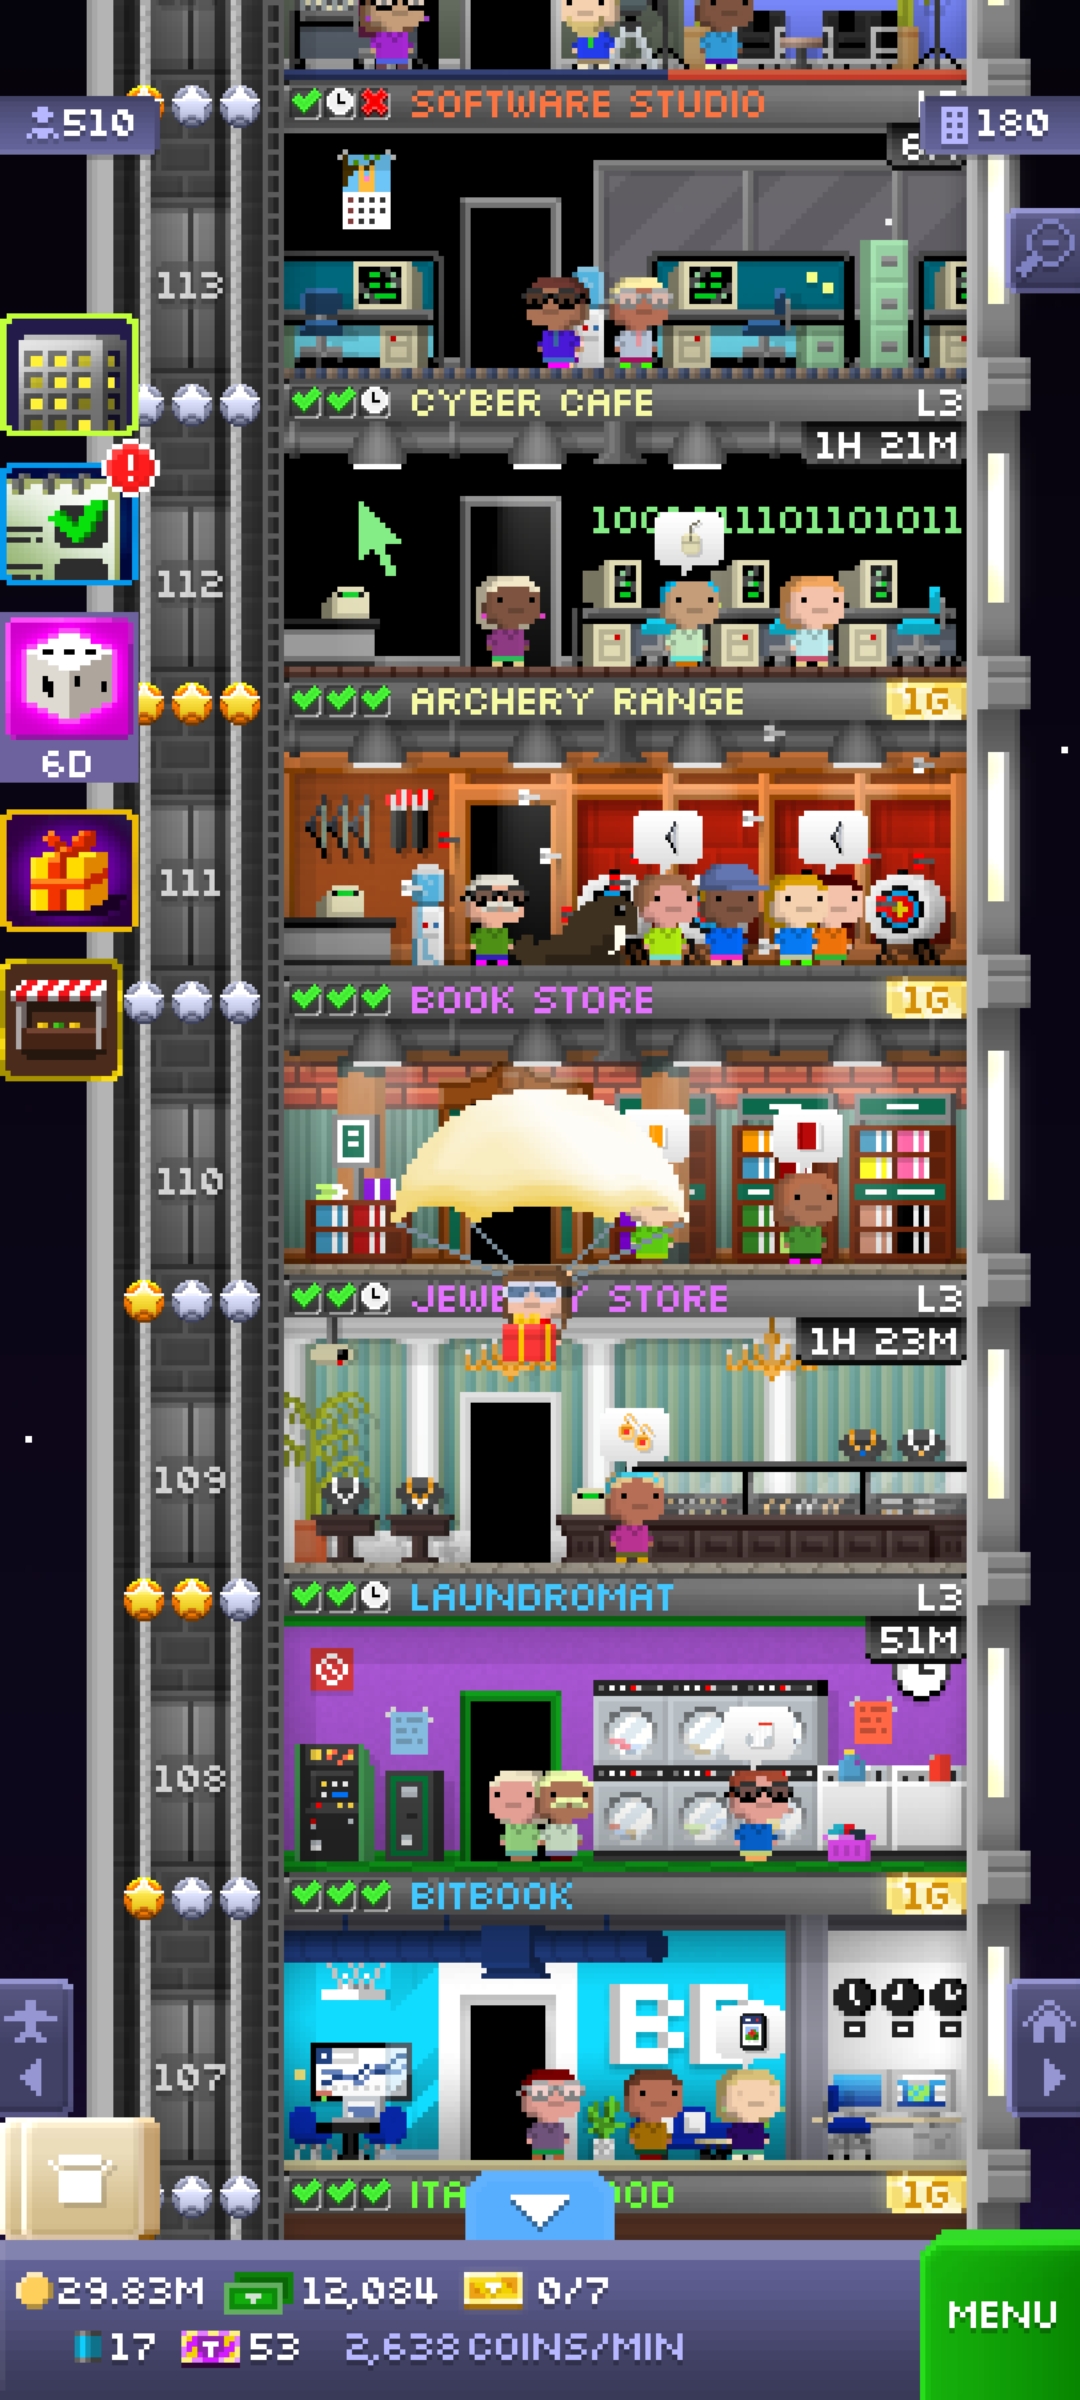 SOFTWARE STUDIO
510
180
113
CYBER CAFE L3
1H 21M
112
ARCHERY RANGE 1G
6D
111
BOOK STORE 1G
110
STORE L3
1H 23M
109
LAUNDROMAT L3
51M
108
BITBOOK 1G
107
1G
29.83M 12,084 0/7
MENU
17 53 2,638 COINS/MIN